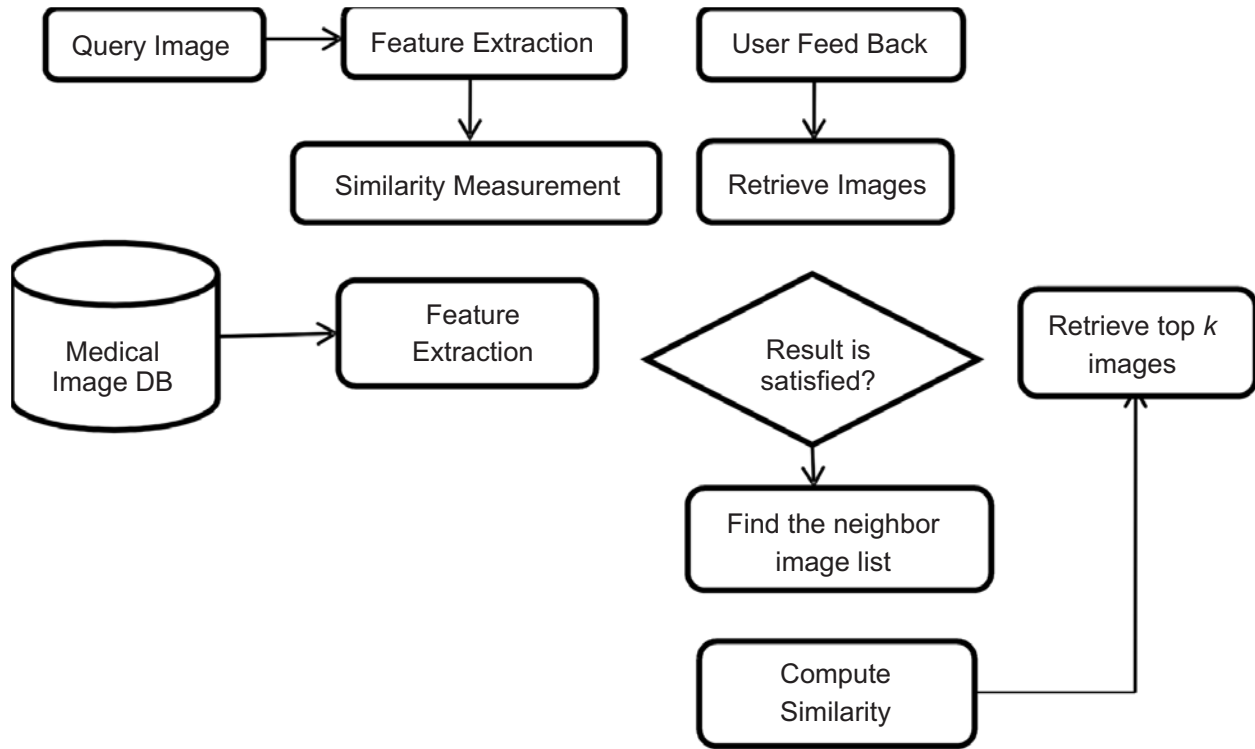 Query Image
Feature Extraction
User Feed Back
Similarity Measurement
Retrieve Images
Medical
Image DB
Feature
Extraction
Result is
satisfied?
Retrieve top k
images
Find the neighbor
image list
Compute
Similarity